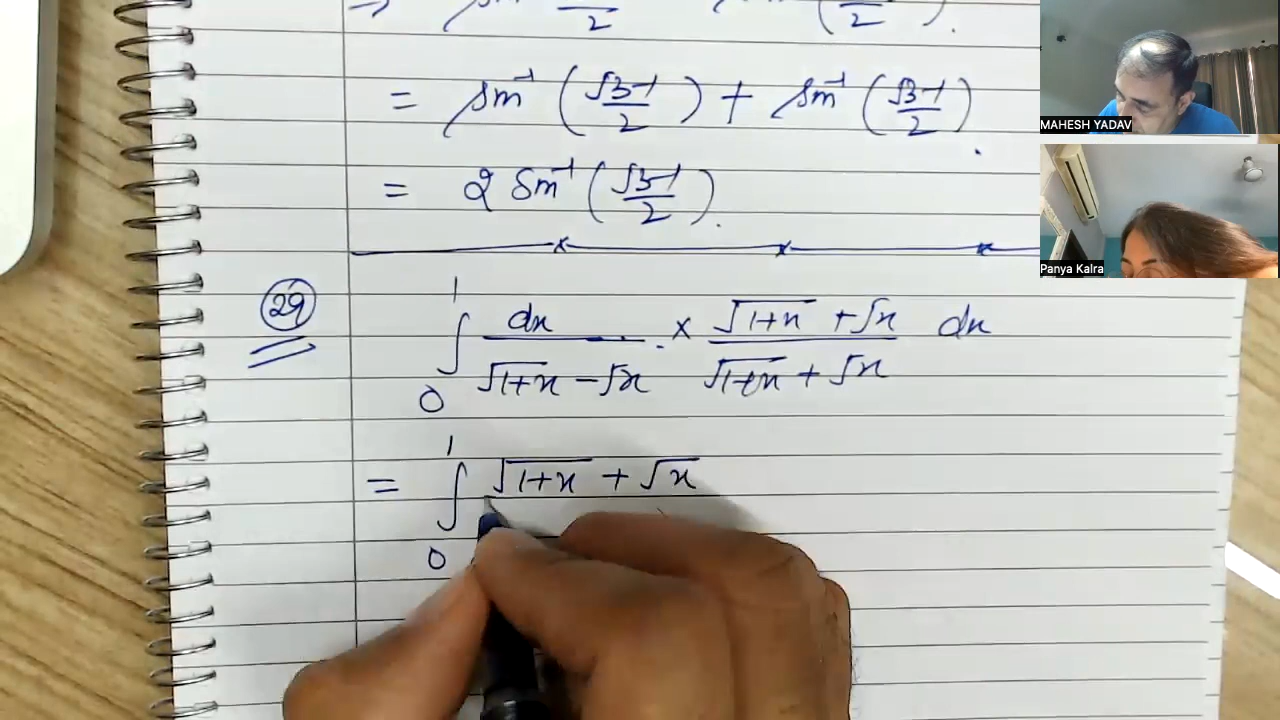 = sin⁻¹ (√3-1/2) + sin⁻¹ (√3-1/2).
= 2 sin⁻¹ (√3-1/2).
29 ∫₀¹ dx/(√1+x - √x) × (√1+x + √x)/(√1+x + √x) dx
= ∫₀¹ √1+x + √x
MAHESH YADAV
Panya Kalra